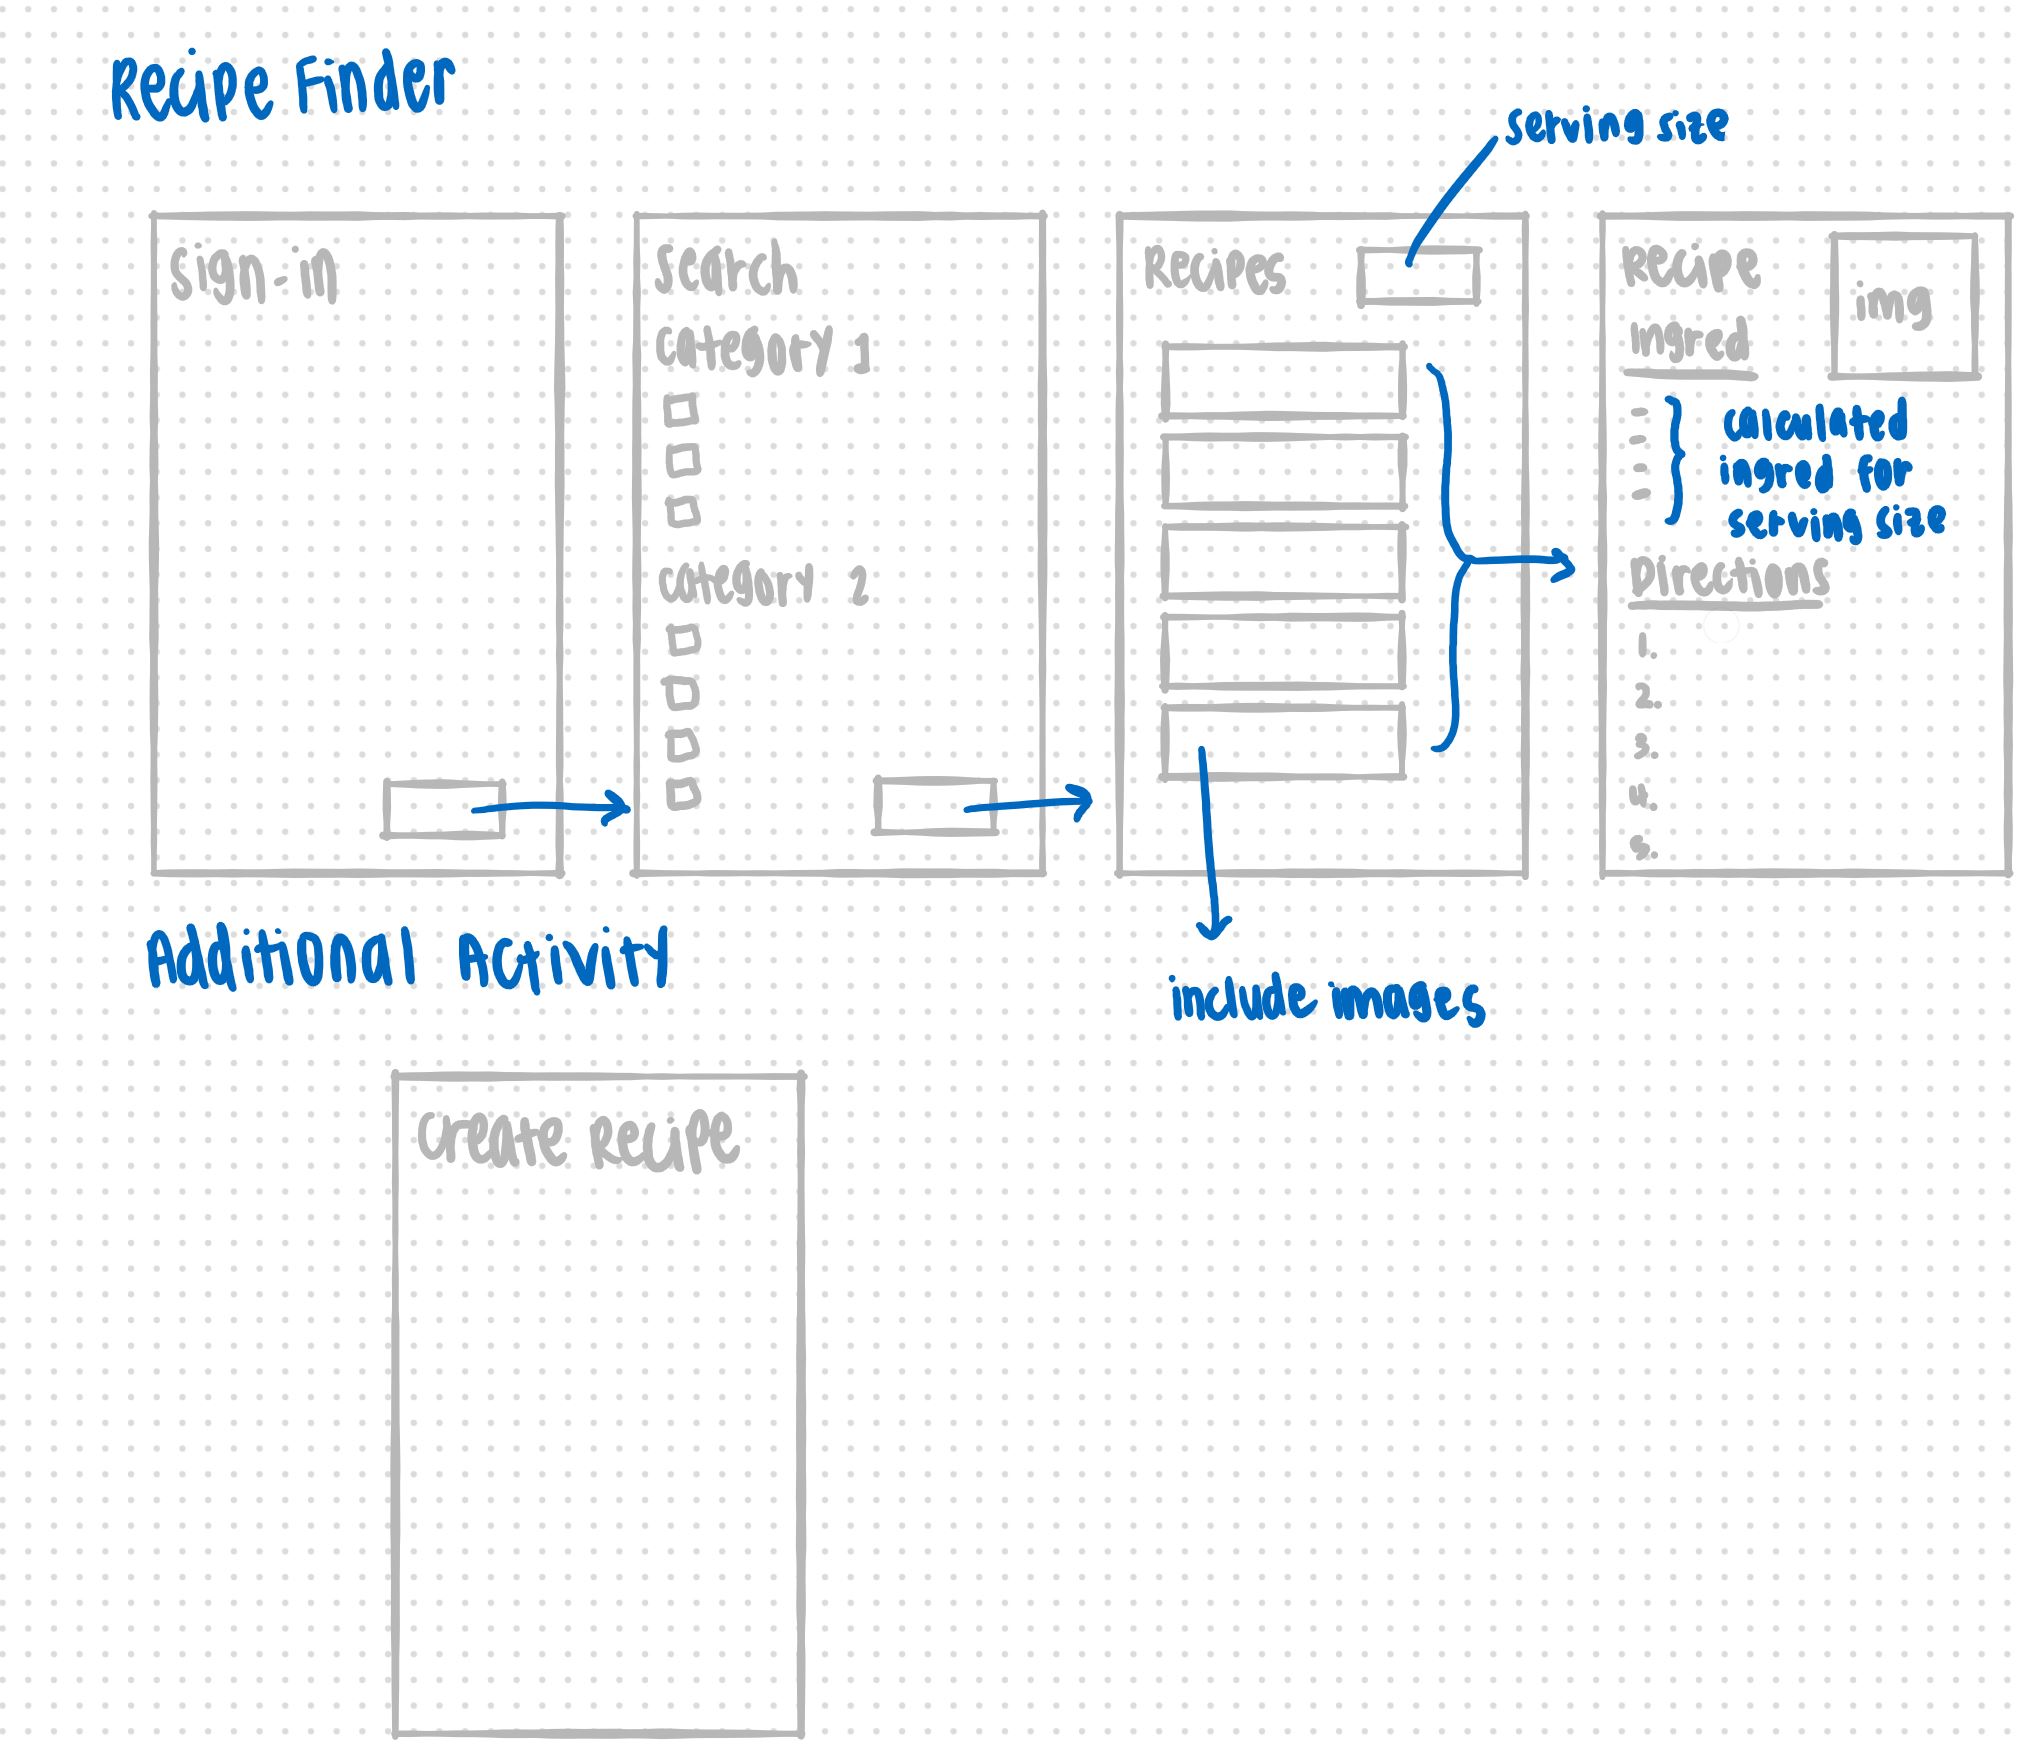 Recipe Finder
serving size
Sign-in
Search
category 1
category 2
Recipes
include images
Recipe
img
Ingred
calculated
ingred for
serving size
Directions
1.
2.
3.
4.
5.
Additional Activity
Create Recipe